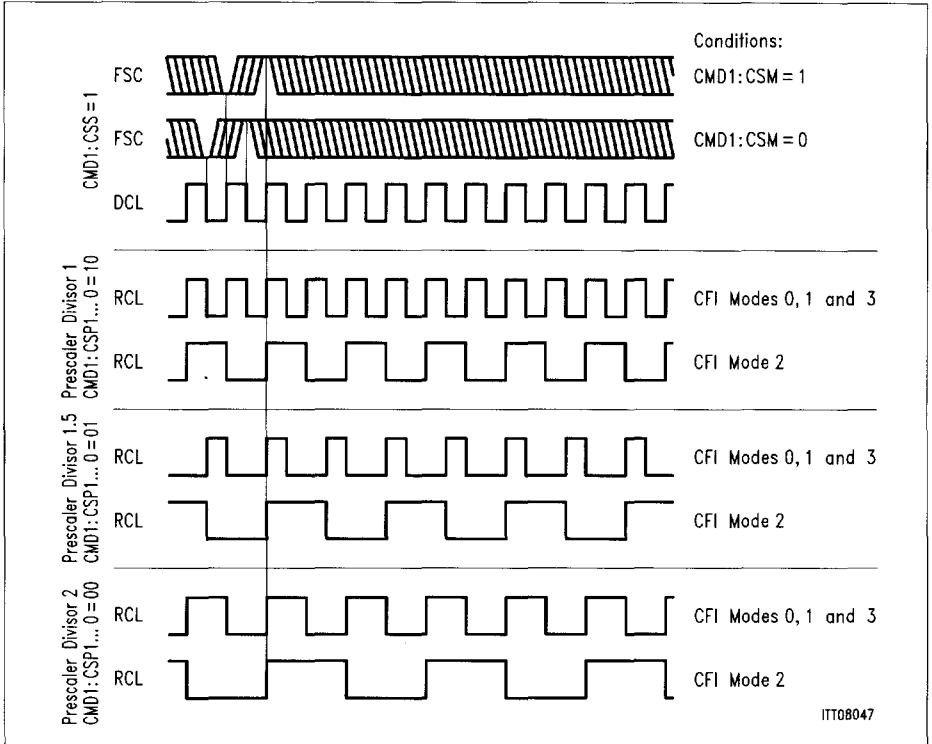 Conditions:
FSC
CMD1:CSM = 1
CMD1:CSS = 1
FSC
CMD1:CSM = 0
DCL
Prescaler Divisor 1
CMD1:CSP1...0 = 10
RCL
CFI Modes 0, 1 and 3
RCL
CFI Mode 2
Prescaler Divisor 1.5
CMD1:CSP1...0 = 01
RCL
CFI Modes 0, 1 and 3
RCL
CFI Mode 2
Prescaler Divisor 2
CMD1:CSP1...0 = 00
RCL
CFI Modes 0, 1 and 3
RCL
CFI Mode 2
ITT08047